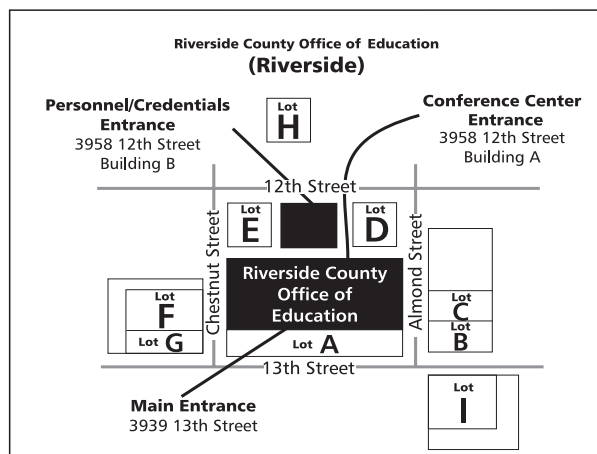 Riverside County Office of Education
(Riverside)
Personnel/Credentials
Entrance
3958 12th Street
Building B
Lot
H
Conference Center
Entrance
3958 12th Street
Building A
12th Street
Lot
E
Lot
D
Chestnut Street
Almond Street
Riverside County
Office of
Education
Lot
F
Lot G
Lot
C
Lot
B
Lot A
13th Street
Main Entrance
3939 13th Street
Lot
I